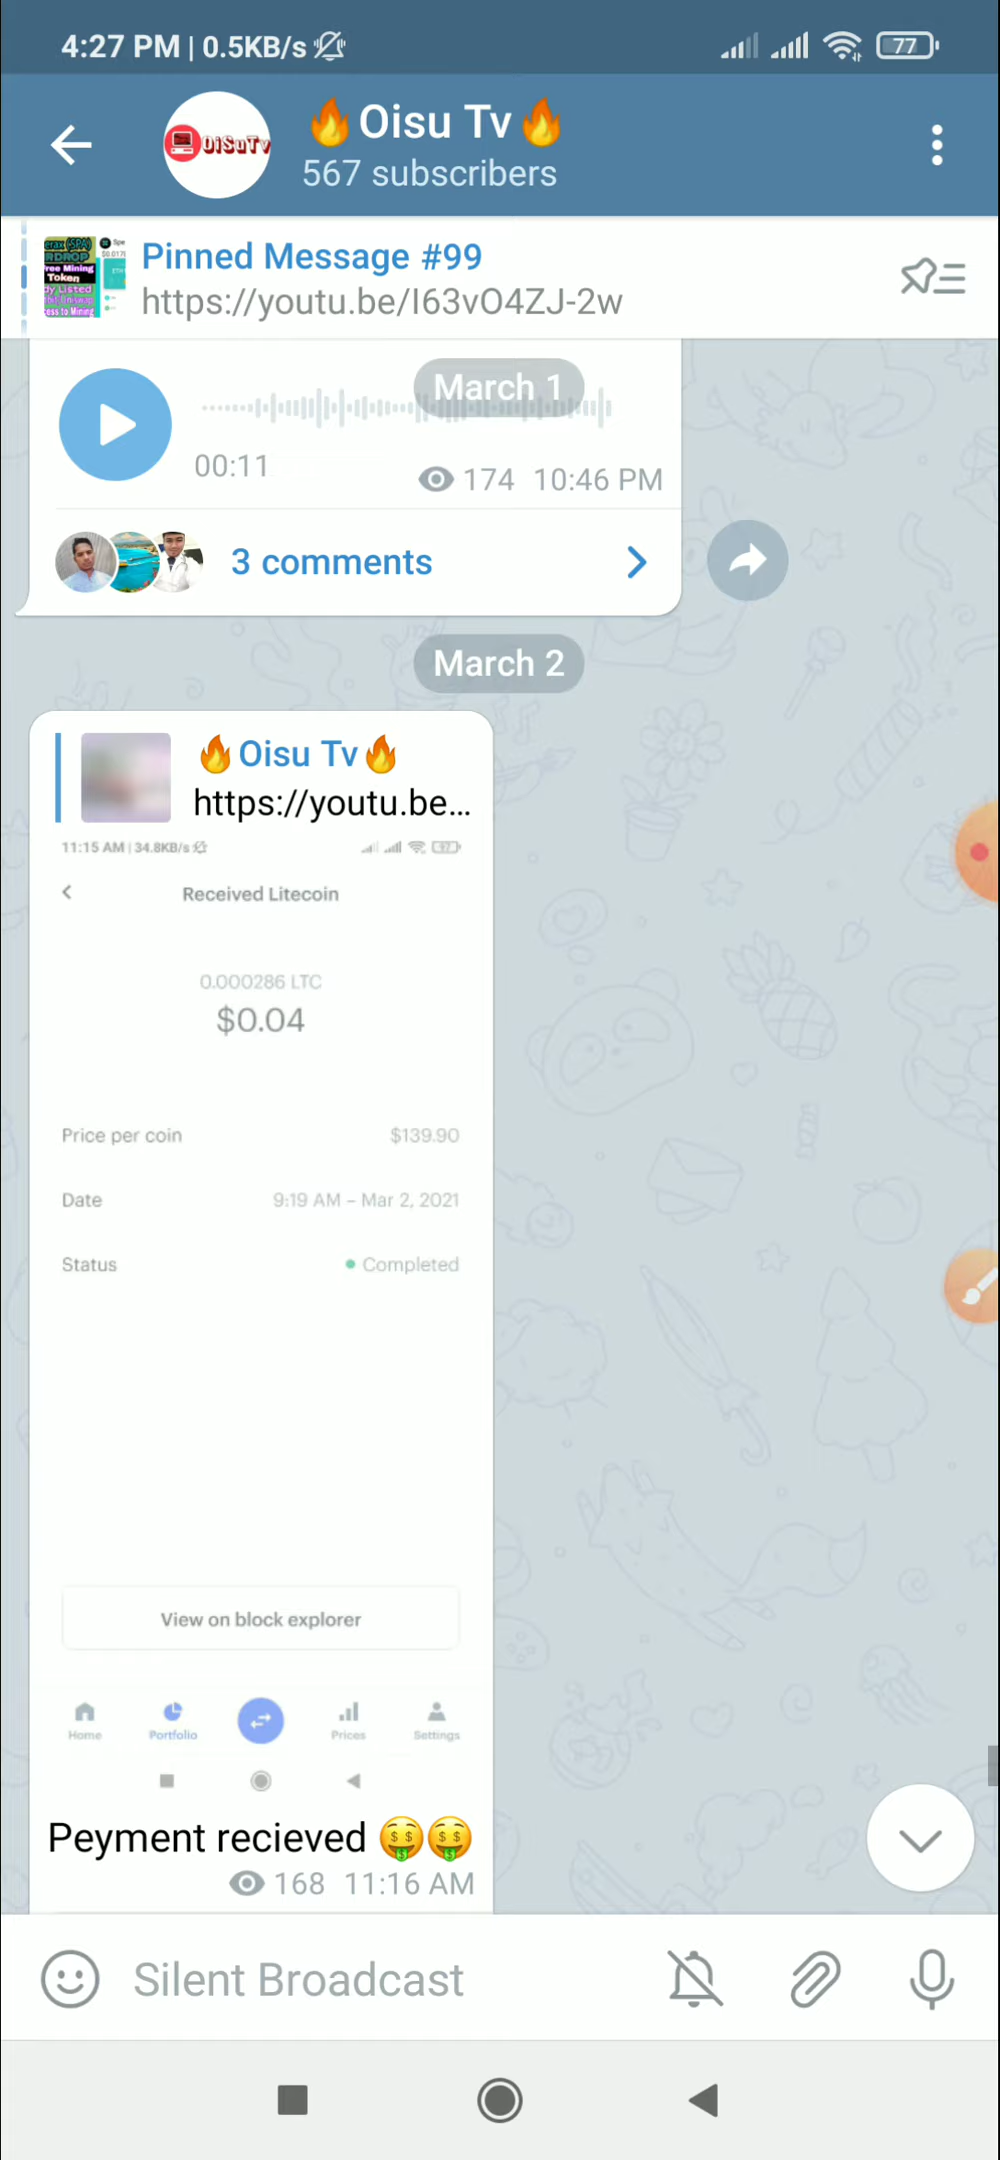 4:27 PM | 0.5KB/s
77
OiSuTv
🔥Oisu Tv🔥
567 subscribers
Pinned Message #99
https://youtu.be/I63vO4ZJ-2w
March 1
00:11
174 10:46 PM
3 comments
March 2
🔥Oisu Tv🔥
https://youtu.be...
11:15 AM | 34.8KB/s
Received Litecoin
0.000286 LTC
$0.04
Price per coin $139.90
Date 9:19 AM – Mar 2, 2021
Status Completed
View on block explorer
Home Portfolio Prices Settings
Peyment recieved 🤑🤑
168 11:16 AM
Silent Broadcast